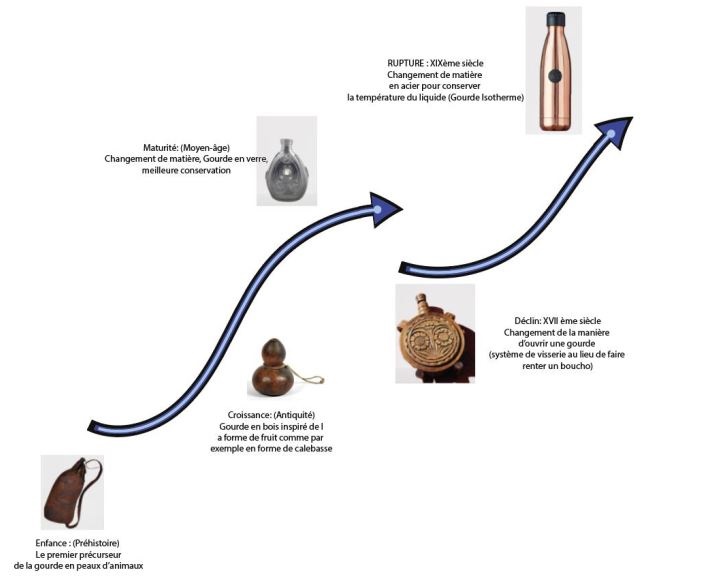 RUPTURE : XIXème siècle
Changement de matière
en acier pour conserver
la température du liquide (Gourde Isotherme)
Maturité: (Moyen-âge)
Changement de matière, Gourde en verre,
meilleure conservation
Déclin: XVII ème siècle
Changement de la manière
d'ouvrir une gourde
(système de visserie au lieu de faire
renter un boucho)
Croissance: (Antiquité)
Gourde en bois inspiré de l
a forme de fruit comme par
exemple en forme de calebasse
Enfance : (Préhistoire)
Le premier précurseur
de la gourde en peaux d'animaux